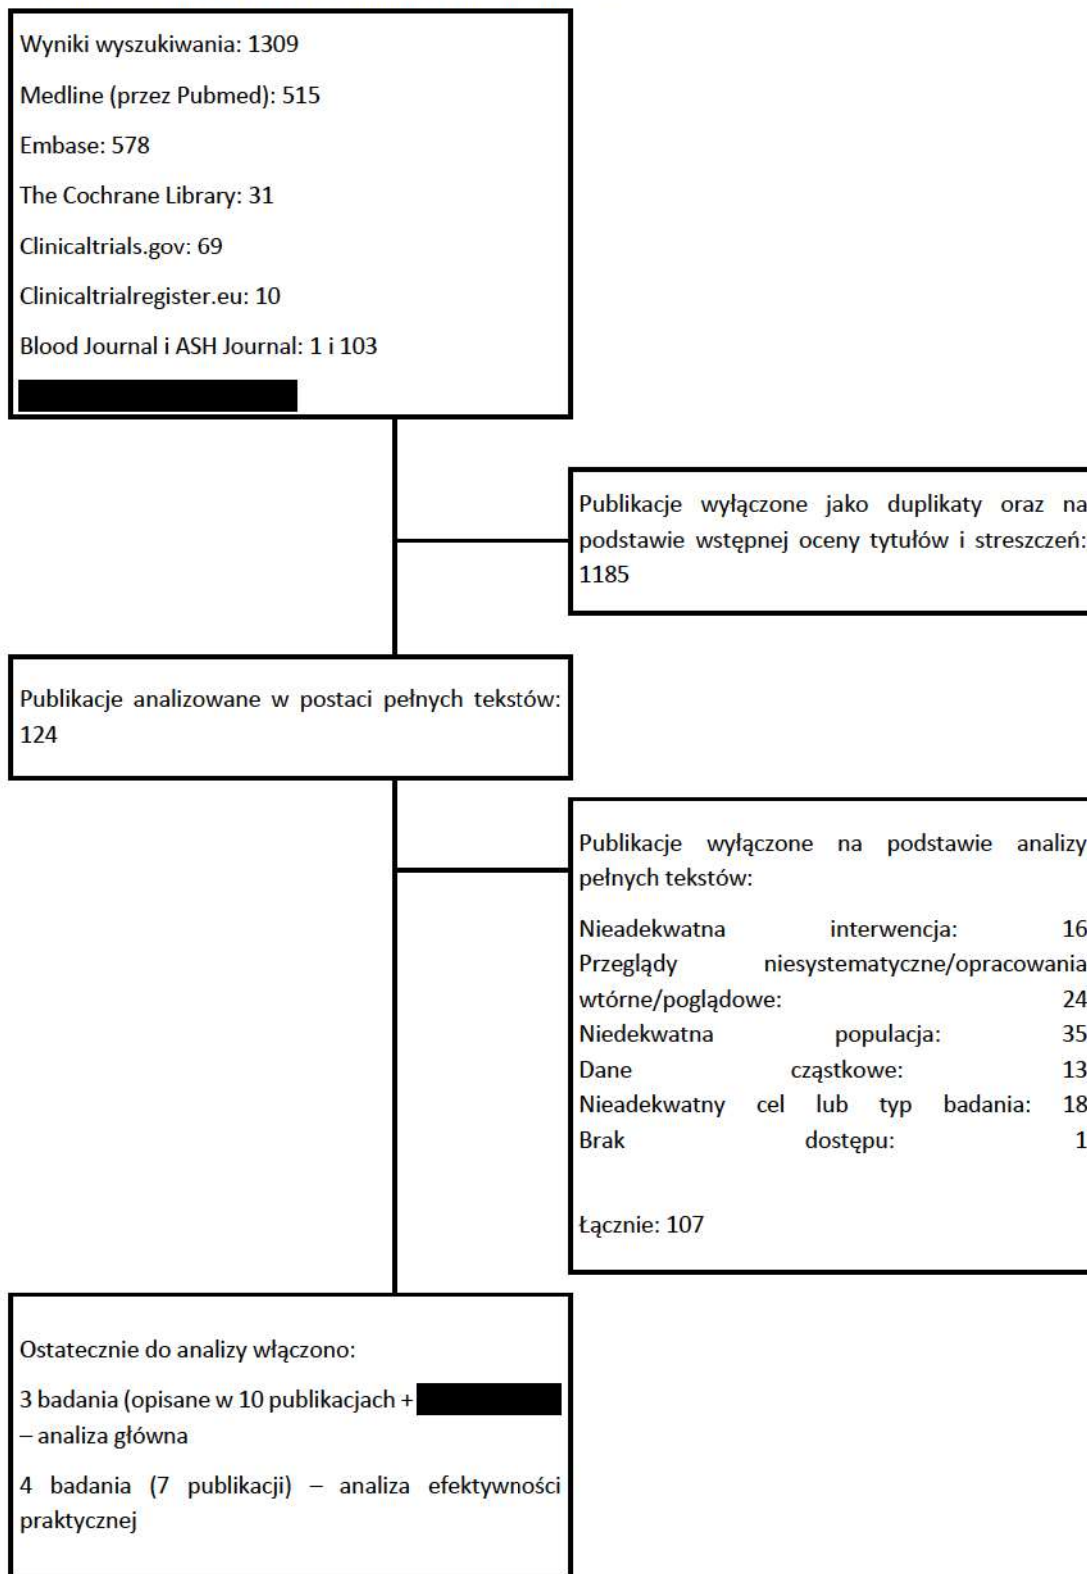 Wyniki wyszukiwania: 1309
Medline (przez Pubmed): 515
Embase: 578
The Cochrane Library: 31
Clinicaltrials.gov: 69
Clinicaltrialregister.eu: 10
Blood Journal i ASH Journal: 1 i 103
Publikacje wyłączone jako duplikaty oraz na
podstawie wstępnej oceny tytułów i streszczeń:
1185
Publikacje analizowane w postaci pełnych tekstów:
124
Publikacje wyłączone na podstawie analizy
pełnych tekstów:
Nieadekwatna interwencja: 16
Przeglądy niesystematyczne/opracowania
wtórne/poglądowe: 24
Niedekwatna populacja: 35
Dane cząstkowe: 13
Nieadekwatny cel lub typ badania: 18
Brak dostępu: 1
Łącznie: 107
Ostatecznie do analizy włączono:
3 badania (opisane w 10 publikacjach +
– analiza główna
4 badania (7 publikacji) – analiza efektywności
praktycznej